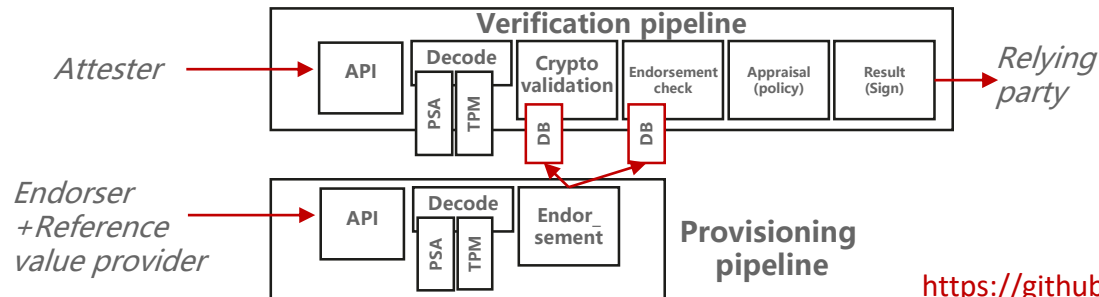 Verification pipeline
Attester
API
Decode
PSA
TPM
Crypto
validation
DB
Endorsement
check
DB
Appraisal
(policy)
Result
(Sign)
Relying
party
Endorser
+Reference
value provider
API
Decode
PSA
TPM
Endor_
sement
Provisioning
pipeline
https://github